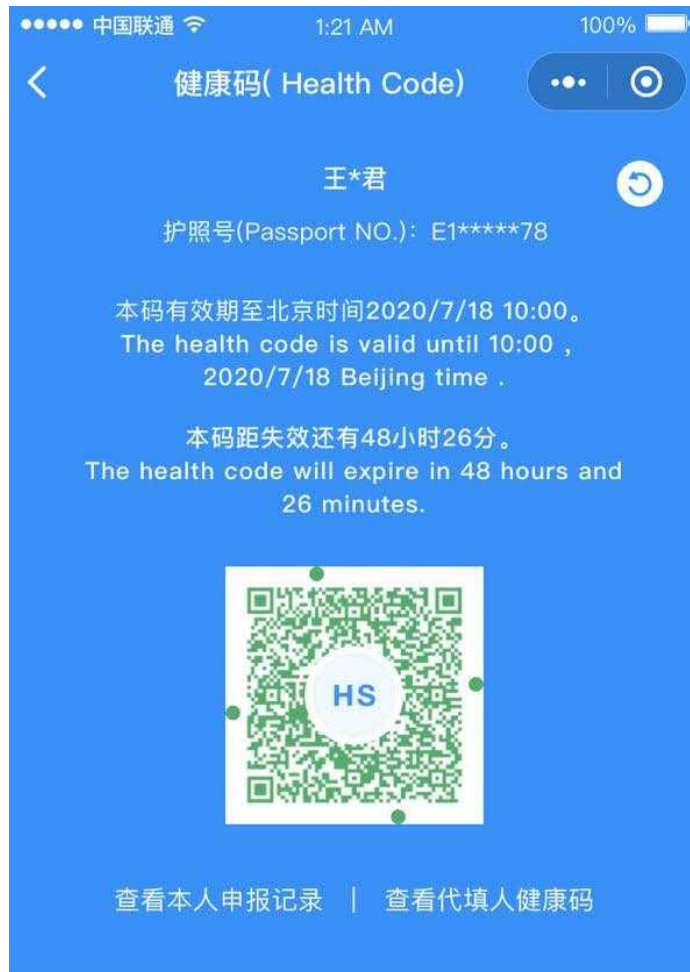 中国联通 1:21 AM 100%
健康码( Health Code)
王*君
护照号(Passport NO.)：E1*****78
本码有效期至北京时间2020/7/18 10:00。
The health code is valid until 10:00 ,
2020/7/18 Beijing time .
本码距失效还有48小时26分。
The health code will expire in 48 hours and
26 minutes.
HS
查看本人申报记录 | 查看代填人健康码